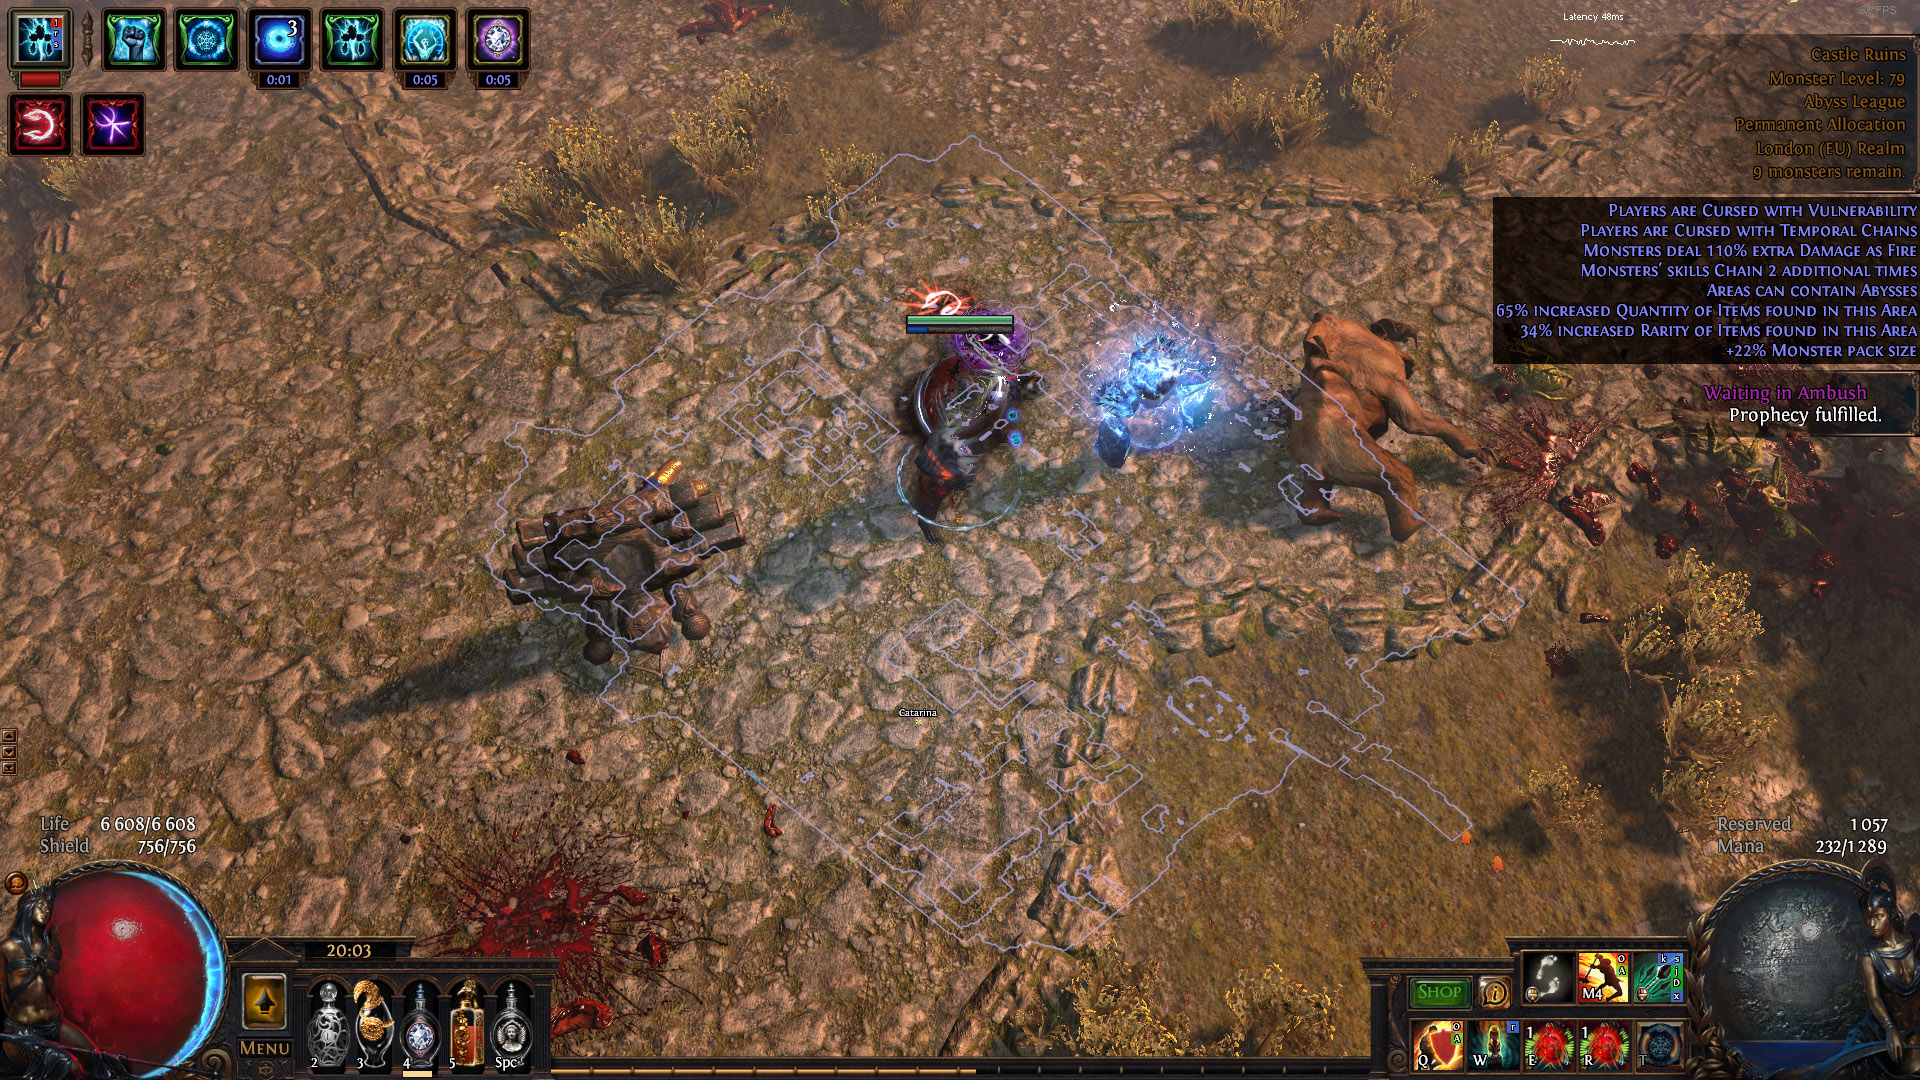 Latency 48ms
FPS
3
0:01
0:05
0:05
Castle Ruins
Monster Level: 79
Abyss League
Permanent Allocation
London (EU) Realm
9 monsters remain.
Players are Cursed with Vulnerability
Players are Cursed with Temporal Chains
Monsters deal 110% extra Damage as Fire
Monsters' skills Chain 2 additional times
Areas can contain Abysses
65% increased Quantity of Items found in this Area
34% increased Rarity of Items found in this Area
+22% Monster pack size
Waiting in Ambush
Prophecy fulfilled.
Catarina
Life 6 608/6 608
Shield 756/756
Reserved 1 057
Mana 232/1 289
20:03
Menu
2 3 4 5 Spc
Shop
M4
Q W E R T